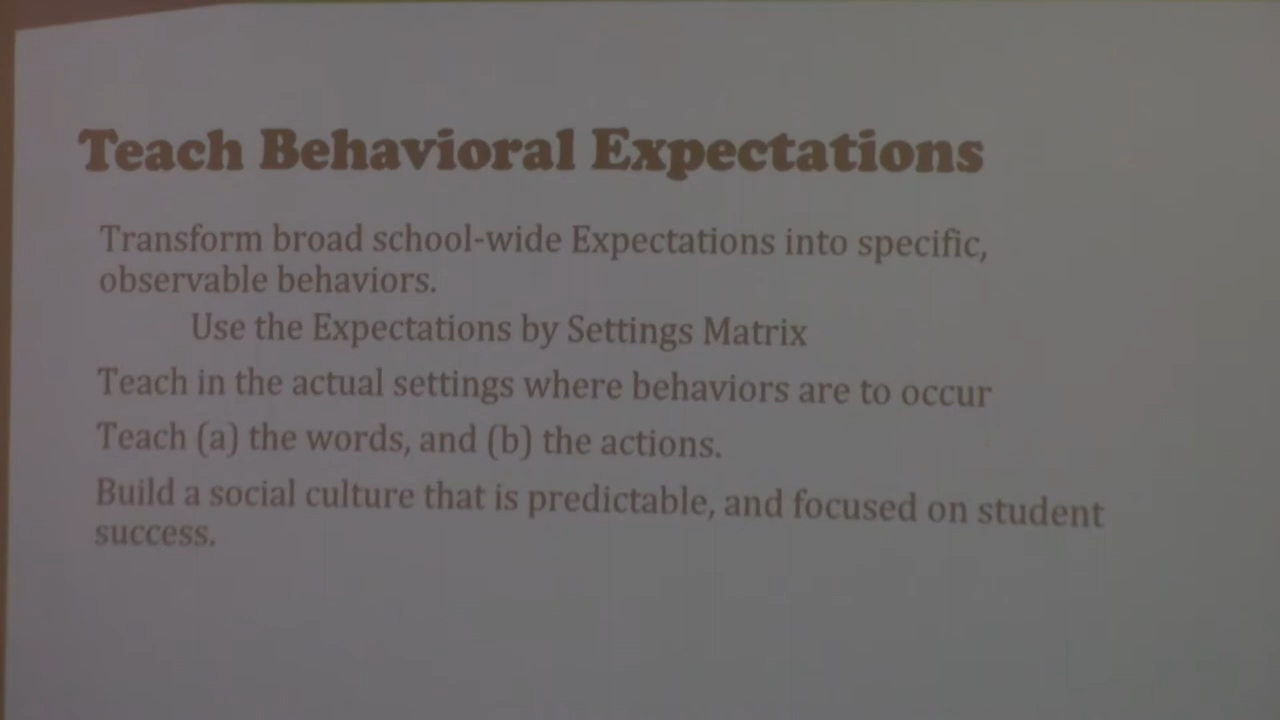 Teach Behavioral Expectations
Transform broad school-wide Expectations into specific,
observable behaviors.
Use the Expectations by Settings Matrix
Teach in the actual settings where behaviors are to occur
Teach (a) the words, and (b) the actions.
Build a social culture that is predictable, and focused on student
success.